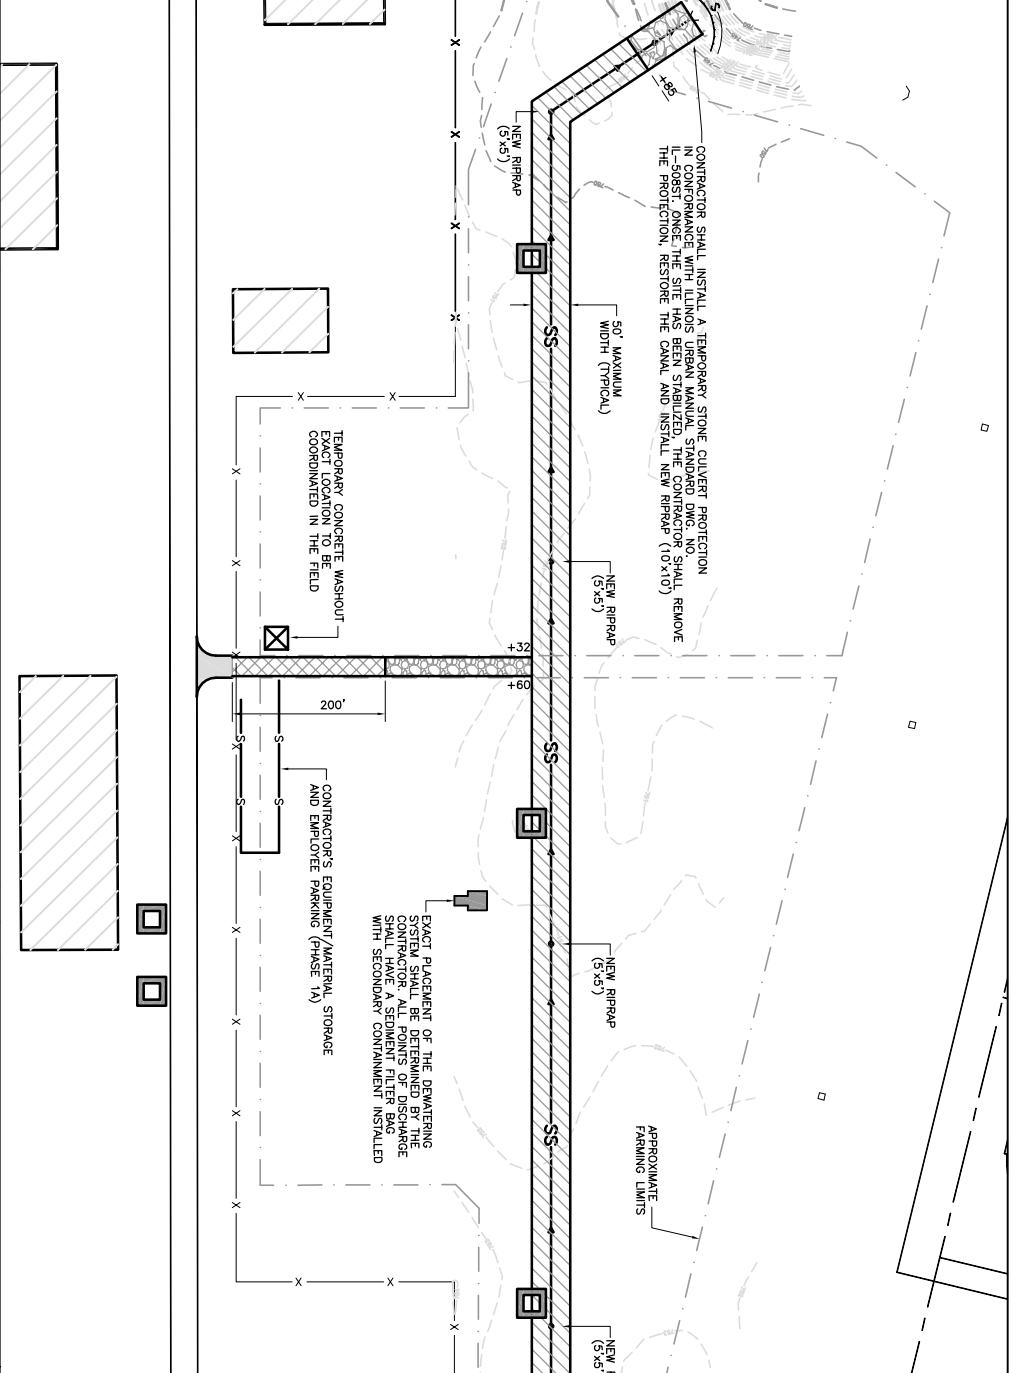 S
+85
CONTRACTOR SHALL INSTALL A TEMPORARY STONE CULVERT PROTECTION
IN CONFORMANCE WITH ILLINOIS URBAN MANUAL STANDARD DWG. NO.
IL-508ST. ONCE THE SITE HAS BEEN STABILIZED, THE CONTRACTOR SHALL REMOVE
THE PROTECTION, RESTORE THE CANAL AND INSTALL NEW RIPRAP (10'x10')
NEW RIPRAP
(5'x5')
50' MAXIMUM
WIDTH (TYPICAL)
SS
TEMPORARY CONCRETE WASHOUT
EXACT LOCATION TO BE
COORDINATED IN THE FIELD
NEW RIPRAP
(5'x5')
+32
+60
200'
SS
S
S
S
S
CONTRACTOR'S EQUIPMENT/MATERIAL STORAGE
AND EMPLOYEE PARKING (PHASE 1A)
EXACT PLACEMENT OF THE DEWATERING
SYSTEM SHALL BE DETERMINED BY THE
CONTRACTOR. ALL POINTS OF DISCHARGE
SHALL HAVE A SEDIMENT FILTER BAG
WITH SECONDARY CONTAINMENT INSTALLED
NEW RIPRAP
(5'x5')
SS
APPROXIMATE
FARMING LIMITS
NEW
(5'x5'